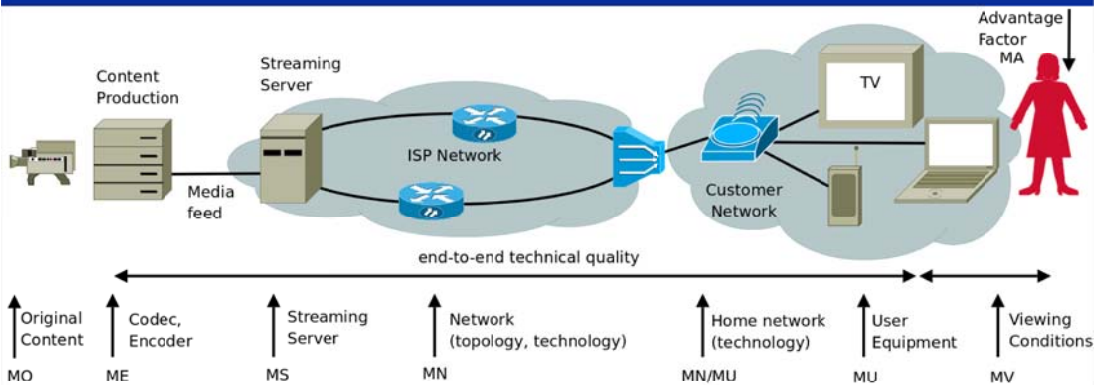 Advantage
Factor
MA
Content
Production
Streaming
Server
TV
ISP Network
Customer
Network
Media
feed
end-to-end technical quality
Original
Content
Codec,
Encoder
Streaming
Server
Network
(topology, technology)
Home network
(technology)
User
Equipment
Viewing
Conditions
MO
ME
MS
MN
MN/MU
MU
MV